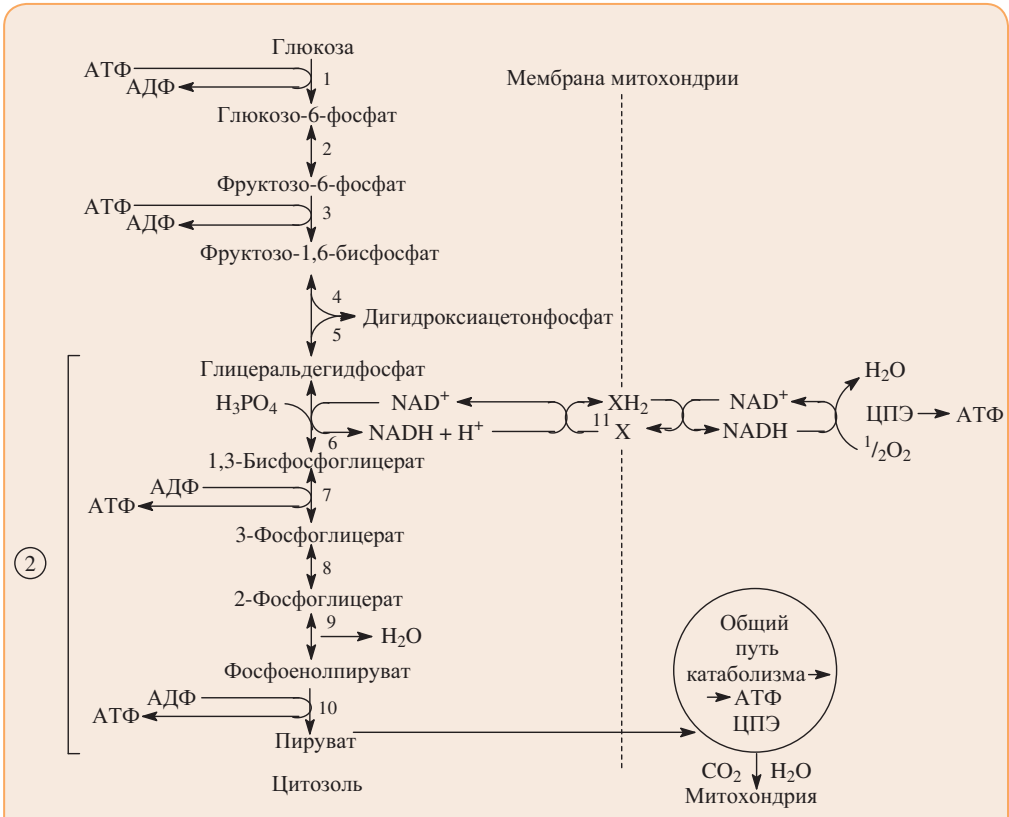 Глюкоза
АТФ
1
АДФ
Мембрана митохондрии
Глюкозо-6-фосфат
2
Фруктозо-6-фосфат
АТФ
3
АДФ
Фруктозо-1,6-бисфосфат
4
Дигидроксиацетонфосфат
5
Глицеральдегидфосфат
H₂O
H₃PO₄
NAD⁺
XH₂
NAD⁺
ЦПЭ
АТФ
6
NADH + H⁺
11
X
NADH
¹/₂O₂
1,3-Бисфосфоглицерат
АДФ
7
АТФ
3-Фосфоглицерат
2
8
2-Фосфоглицерат
9
H₂O
Фосфоенолпируват
АДФ
10
АТФ
Пируват
Общий
путь
катаболизма
АТФ
ЦПЭ
CO₂ H₂O
Цитозоль
Митохондрия